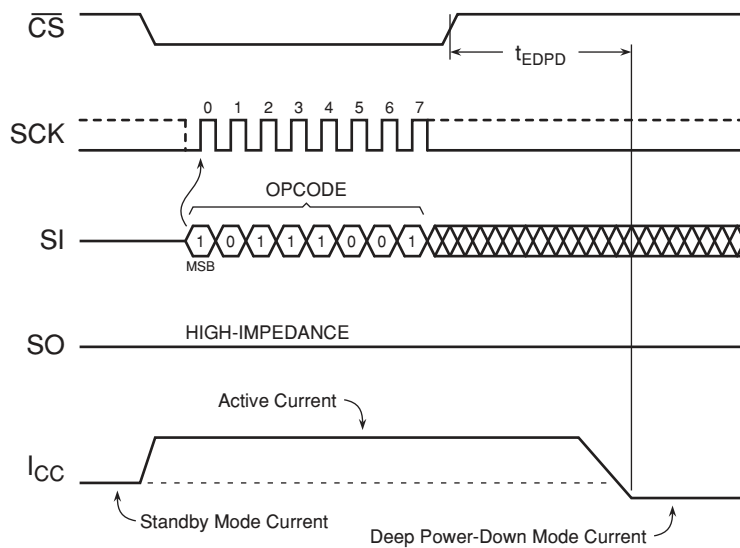 CS
tEDPD
0 1 2 3 4 5 6 7
SCK
OPCODE
SI
1 0 1 1 1 0 0 1
MSB
HIGH-IMPEDANCE
SO
Active Current
ICC
Standby Mode Current
Deep Power-Down Mode Current